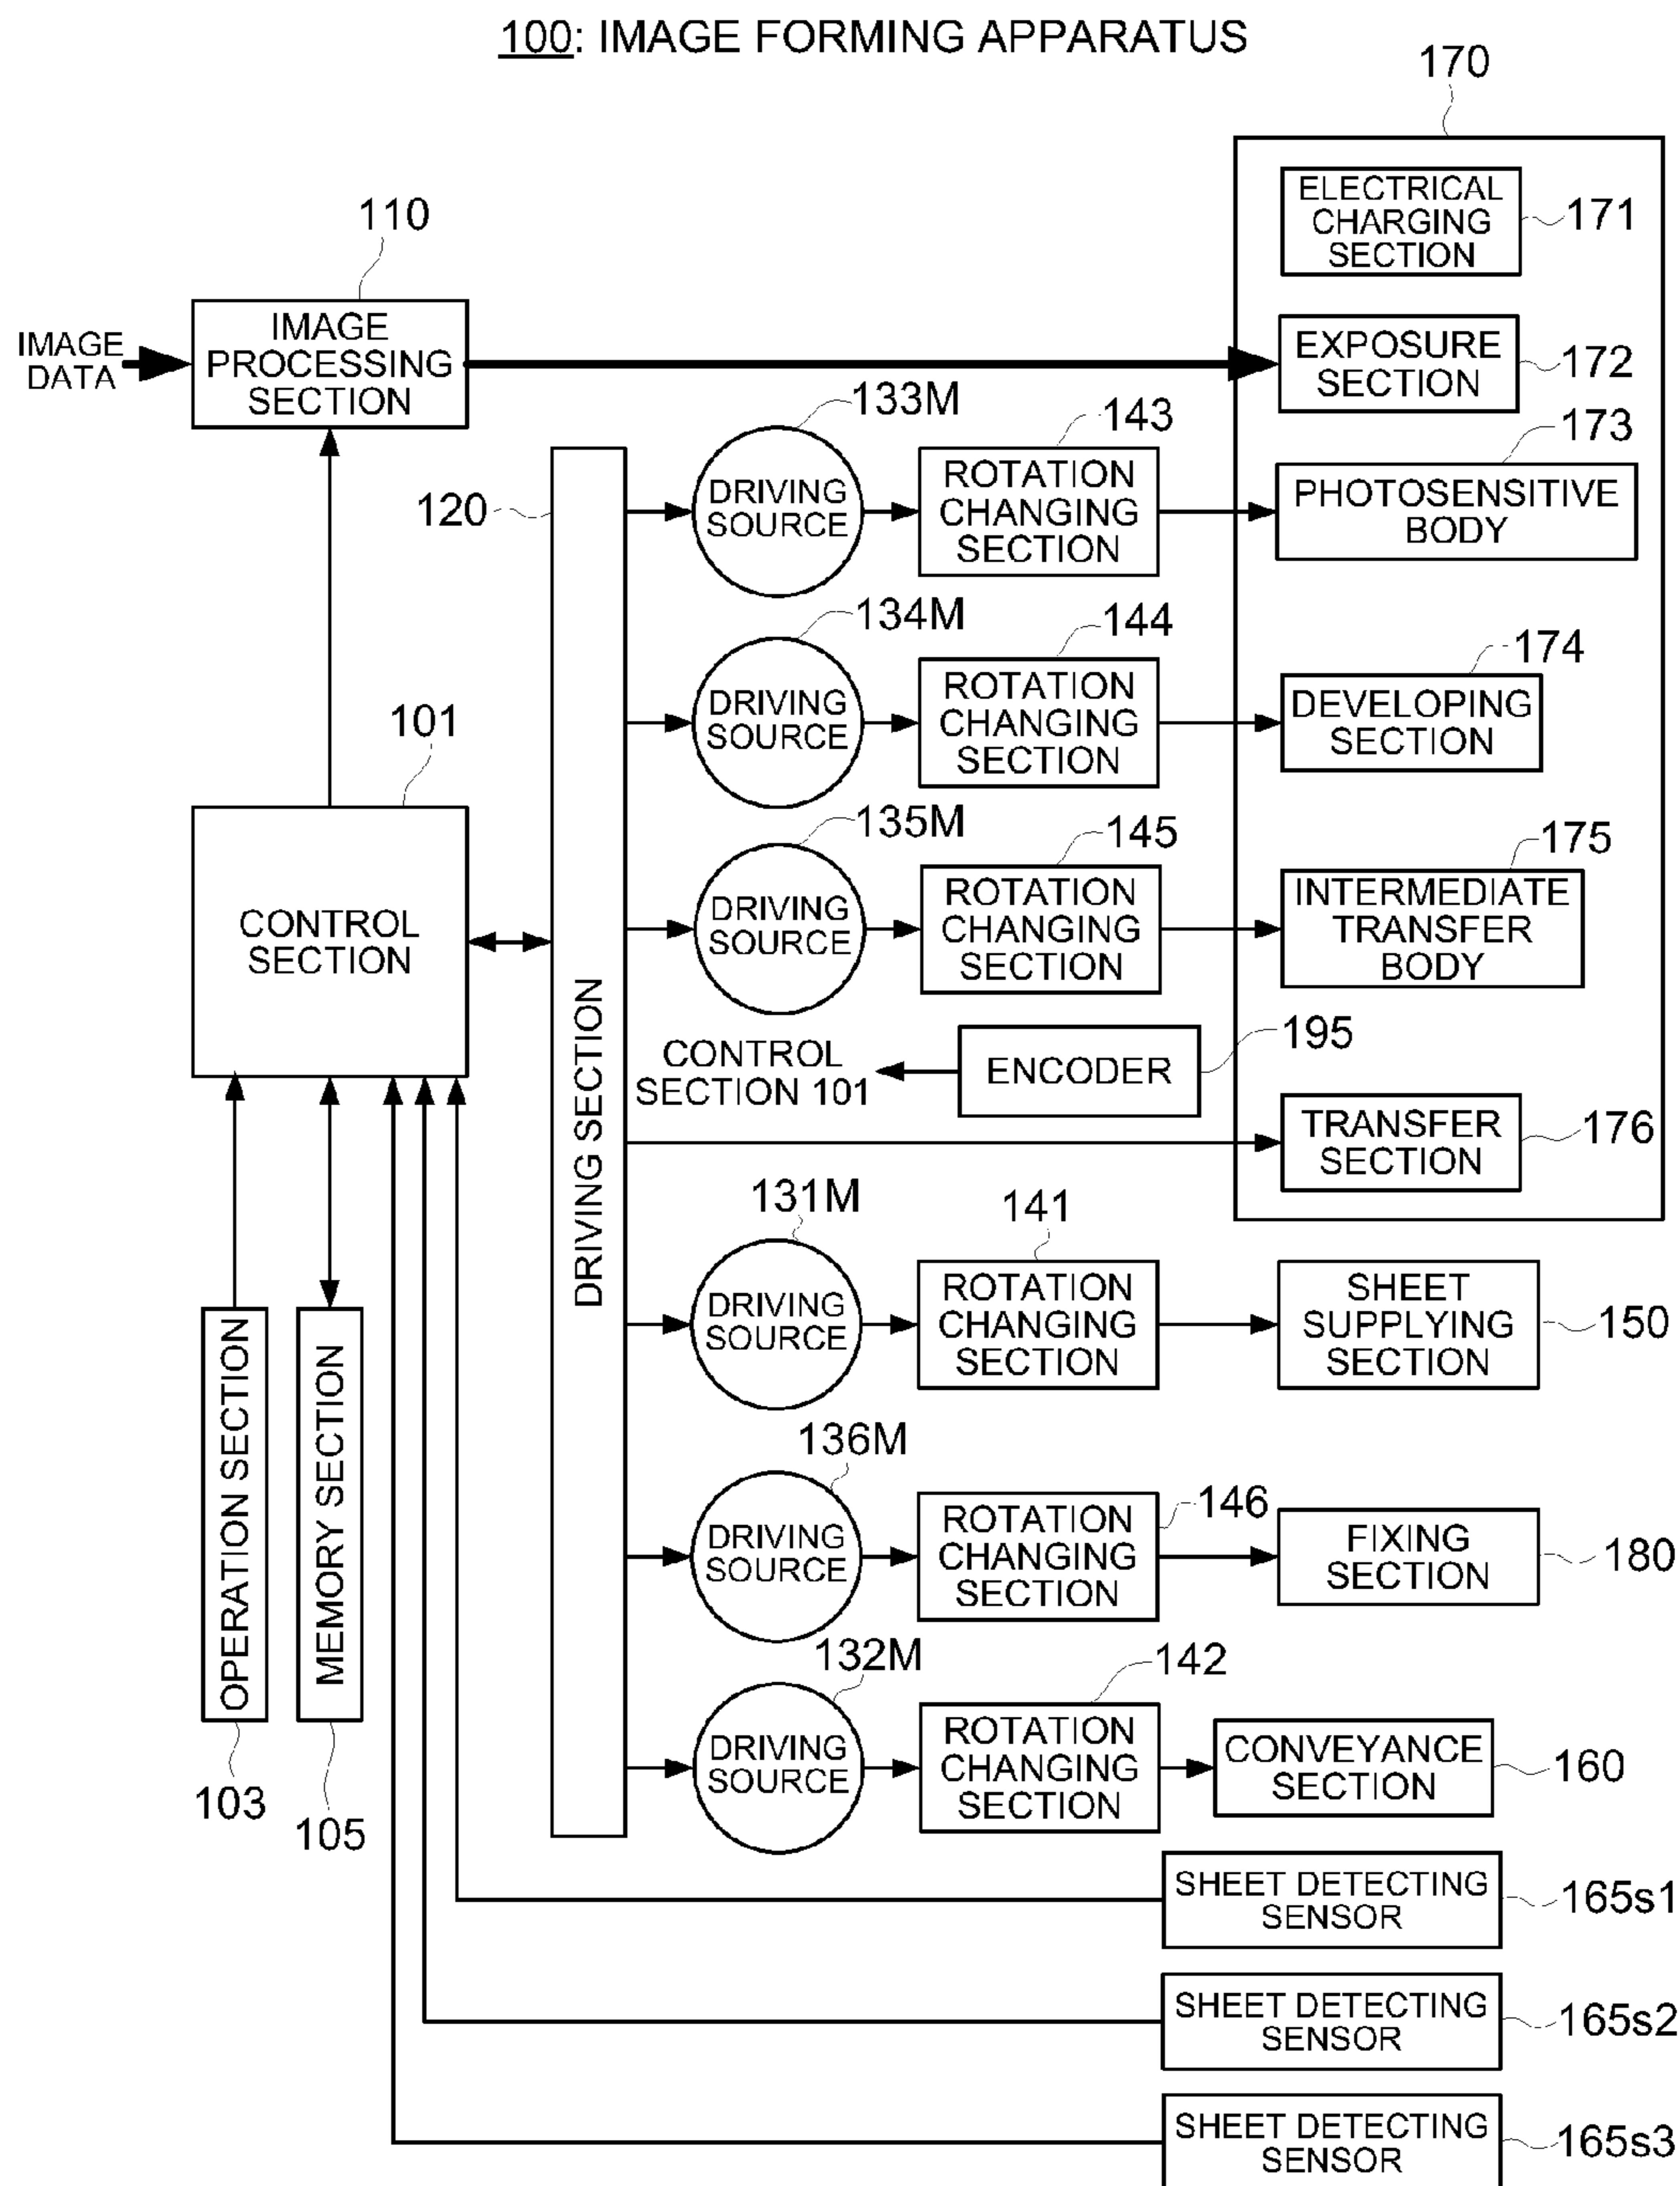 100: IMAGE FORMING APPARATUS
170
ELECTRICAL
CHARGING
SECTION
171
110
IMAGE
DATA
IMAGE
PROCESSING
SECTION
EXPOSURE
SECTION
172
133M
143
173
120
DRIVING
SOURCE
ROTATION
CHANGING
SECTION
PHOTOSENSITIVE
BODY
134M
144
174
DRIVING
SOURCE
ROTATION
CHANGING
SECTION
DEVELOPING
SECTION
101
135M
145
175
CONTROL
SECTION
DRIVING
SOURCE
ROTATION
CHANGING
SECTION
INTERMEDIATE
TRANSFER
BODY
DRIVING SECTION
CONTROL
SECTION 101
ENCODER
195
TRANSFER
SECTION
176
131M
141
DRIVING
SOURCE
ROTATION
CHANGING
SECTION
SHEET
SUPPLYING
SECTION
150
OPERATION SECTION
MEMORY SECTION
136M
146
DRIVING
SOURCE
ROTATION
CHANGING
SECTION
FIXING
SECTION
180
132M
142
DRIVING
SOURCE
ROTATION
CHANGING
SECTION
CONVEYANCE
SECTION
160
103
105
SHEET DETECTING
SENSOR
165s1
SHEET DETECTING
SENSOR
165s2
SHEET DETECTING
SENSOR
165s3